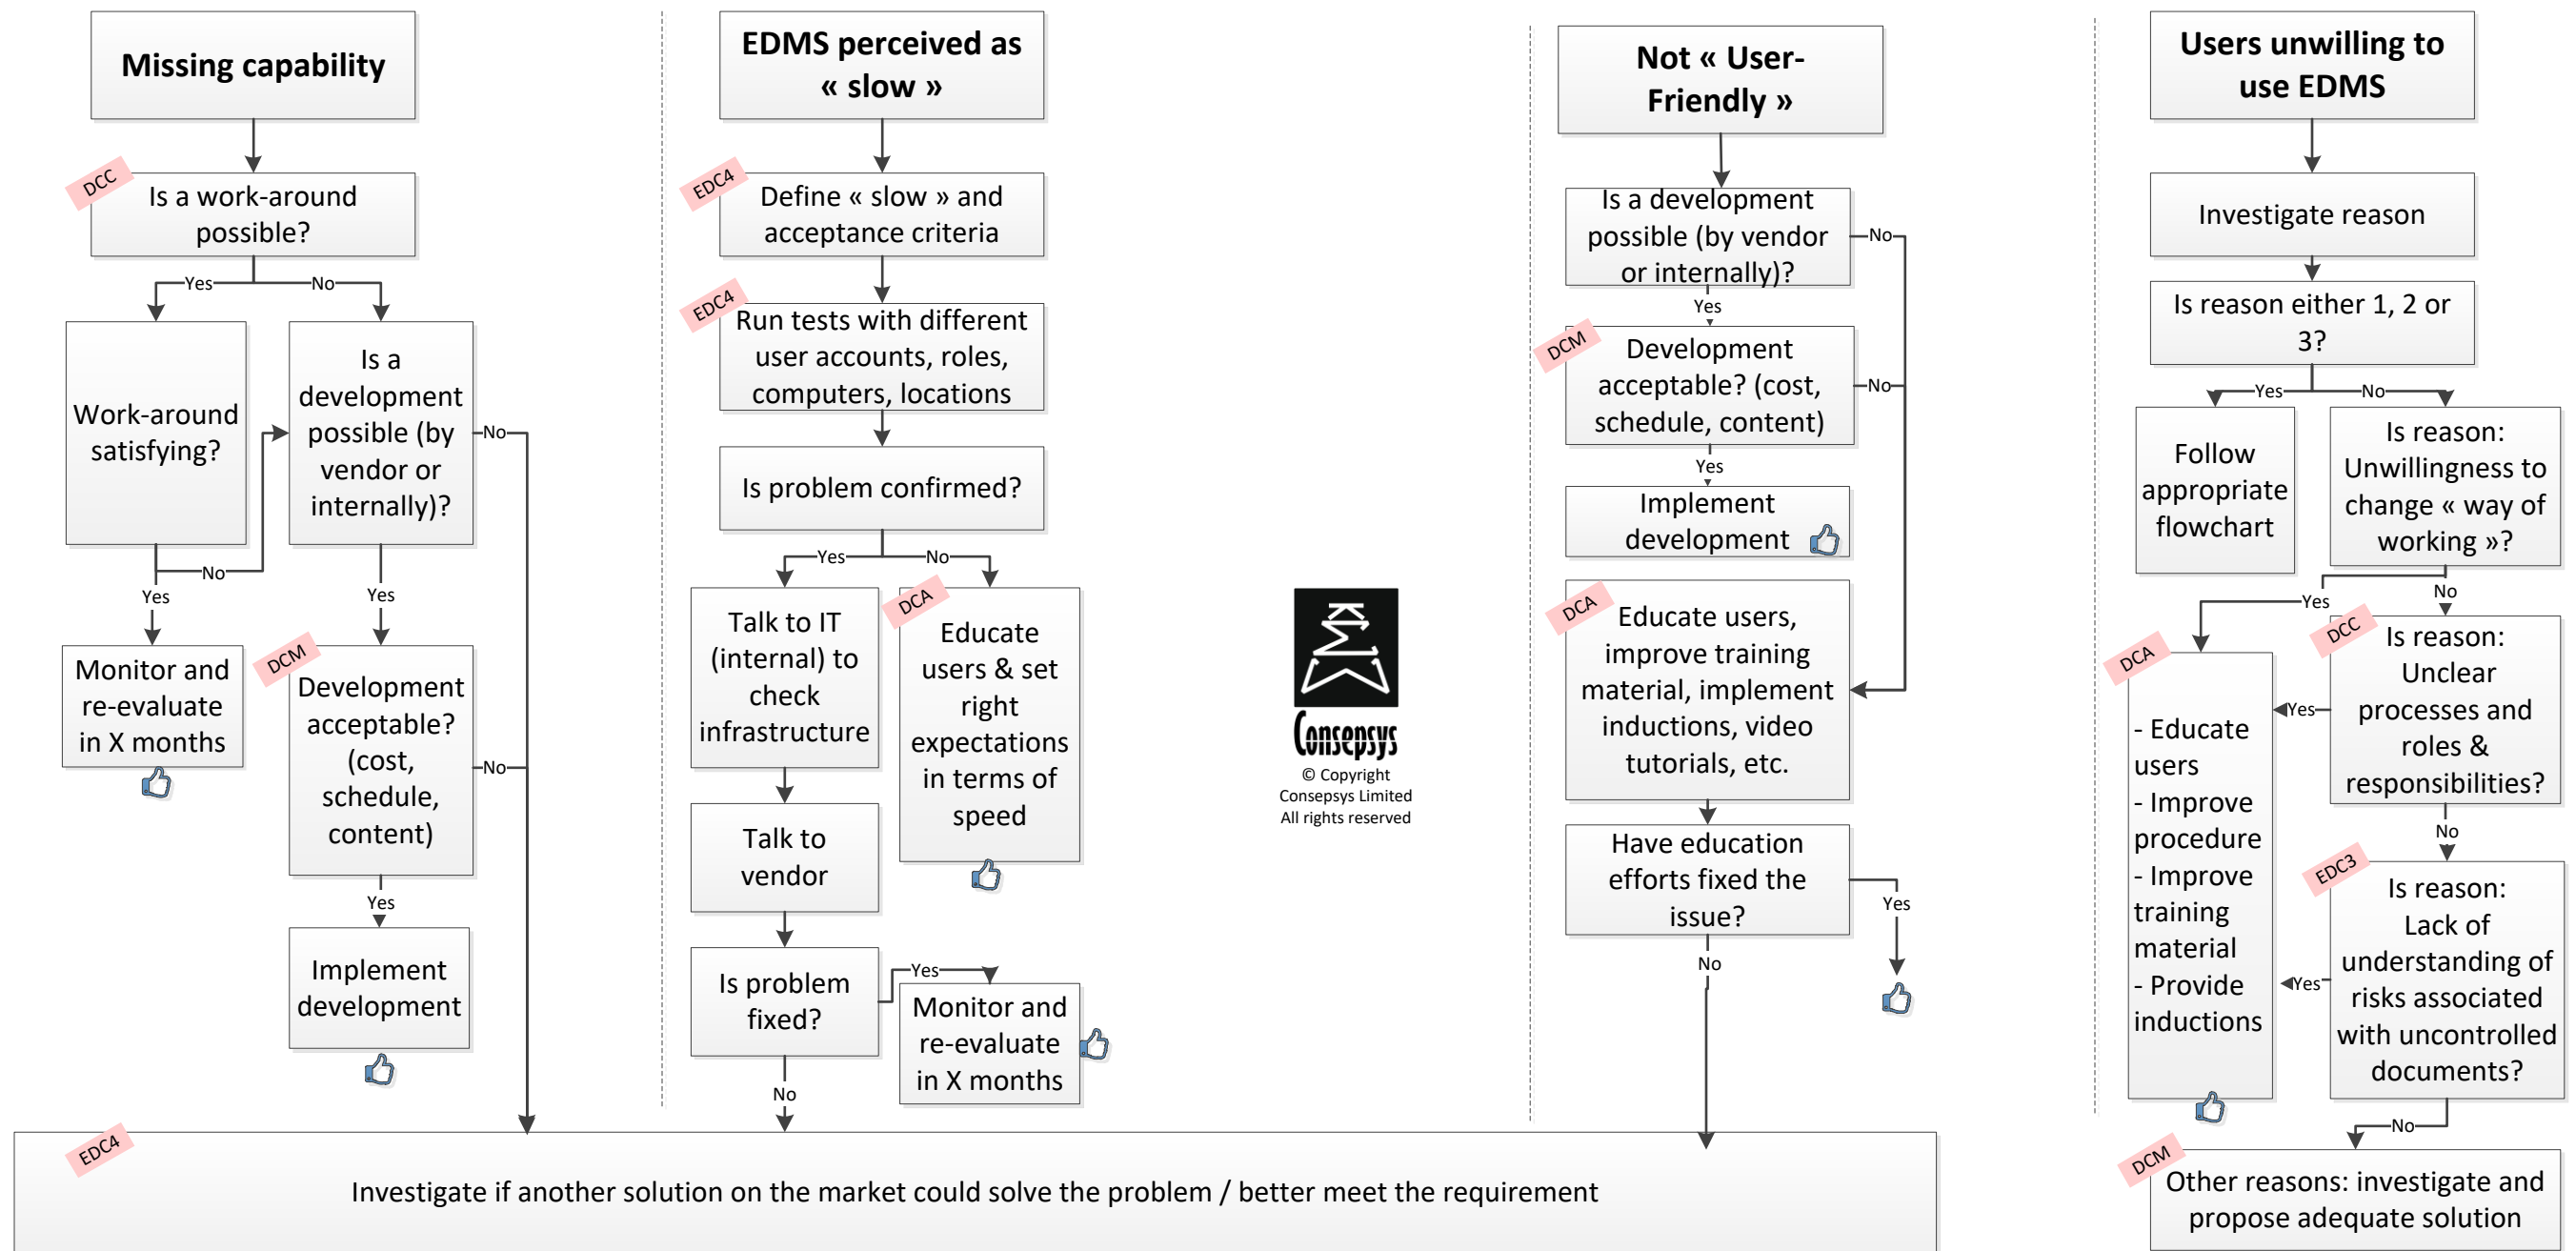 Missing capability
DCC
Is a work-around
possible?
Yes
No
Work-around
satisfying?
Is a
development
possible (by
vendor or
internally)?
No
No
Yes
Yes
Monitor and
re-evaluate
in X months
DCM
Development
acceptable?
(cost,
schedule,
content)
No
Yes
Implement
development
EDMS perceived as
« slow »
EDC4
Define « slow » and
acceptance criteria
EDC4
Run tests with different
user accounts, roles,
computers, locations
Is problem confirmed?
Yes
No
Talk to IT
(internal) to
check
infrastructure
DCA
Educate
users & set
right
expectations
in terms of
speed
Talk to
vendor
Is problem
fixed?
Yes
Monitor and
re-evaluate
in X months
No
Consepsys
© Copyright
Consepsys Limited
All rights reserved
Not « User-
Friendly »
Is a development
possible (by vendor
or internally)?
No
Yes
DCM
Development
acceptable? (cost,
schedule, content)
No
Yes
Implement
development
DCA
Educate users,
improve training
material, implement
inductions, video
tutorials, etc.
Have education
efforts fixed the
issue?
Yes
No
EDC4
Investigate if another solution on the market could solve the problem / better meet the requirement
Users unwilling to
use EDMS
Investigate reason
Is reason either 1, 2 or
3?
Yes
No
Follow
appropriate
flowchart
Is reason:
Unwillingness to
change « way of
working »?
Yes
No
DCA
- Educate
users
- Improve
procedure
- Improve
training
material
- Provide
inductions
DCC
Is reason:
Unclear
processes and
roles &
responsibilities?
Yes
No
EDC3
Is reason:
Lack of
understanding of
risks associated
with uncontrolled
documents?
Yes
No
DCM
Other reasons: investigate and
propose adequate solution